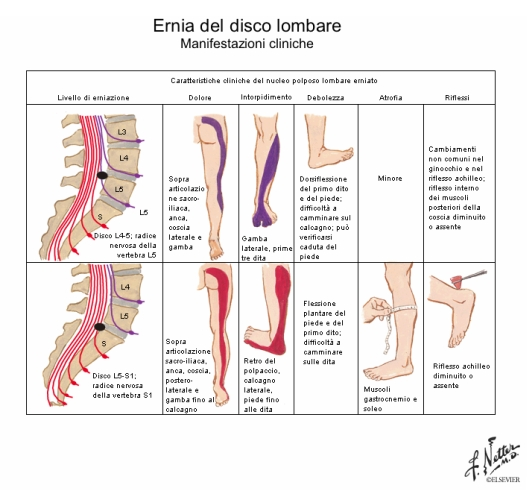 Ernia del disco lombare
Manifestazioni cliniche
Caratteristiche cliniche del nucleo polposo lombare erniato
Livello di erniazione
Dolore
Intorpidimento
Debolezza
Atrofia
Riflessi
L3
L4
L5
S
L5
Disco L4-5; radice
nervosa della
vertebra L5
Sopra
articolazio
ne sacro-
iliaca,
anca,
coscia
laterale e
gamba
Gamba
laterale, prime
tre dita
Dorsiflessione
del primo dito
e del piede;
difficoltà a
camminare sul
calcagno; può
verificarsi
caduta del
piede
Minore
Cambiamenti
non comuni nel
ginocchio e nel
riflesso achilleo;
riflesso interno
dei muscoli
posteriori della
coscia diminuito
o assente
L4
L5
S
Disco L5-S1;
radice nervosa
della vertebra S1
Sopra
articolazione
sacro-iliaca,
anca, coscia,
postero-
laterale e
gamba fino al
calcagno
Retro del
polpaccio,
calcagno
laterale,
piede fino
alle dita
Flessione
plantare del
piede e del
primo dito;
difficoltà a
camminare
sulle dita
Muscoli
gastrocnemio e
soleo
Riflesso achilleo
diminuito o
assente
F. Netter
M.D.
©ELSEVIER